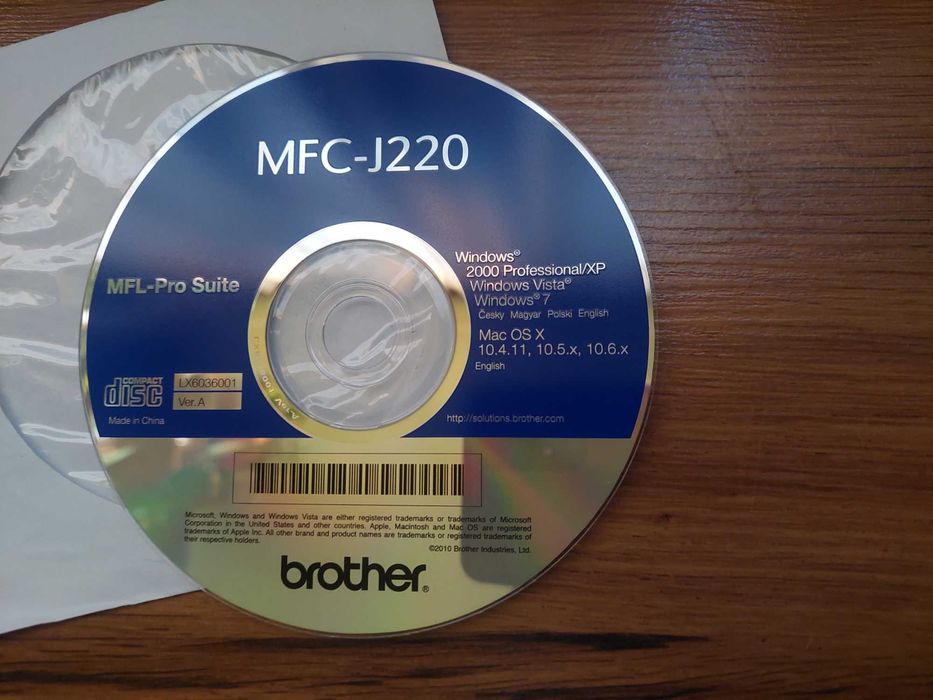 MFC-J220
MFL-Pro Suite
Windows®
2000 Professional/XP
Windows Vista®
Windows® 7
Česky Magyar Polski English
Mac OS X
10.4.11, 10.5.x, 10.6.x
English
COMPACT
disc
LX6036001
Ver.A
Made in China
http://solutions.brother.com
Microsoft, Windows and Windows Vista are either registered trademarks or trademarks of Microsoft
Corporation in the United States and other countries. Apple, Macintosh and Mac OS are registered
trademarks of Apple Inc. All other brand and product names are trademarks or registered trademarks of
their respective holders.
©2010 Brother Industries, Ltd.
brother®